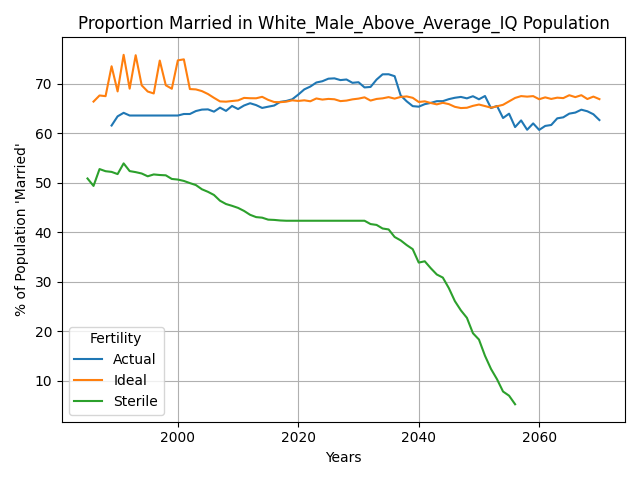 Proportion Married in White_Male_Above_Average_IQ Population
% of Population 'Married'
70
60
50
40
30
20
10
Fertility
Actual
Ideal
Sterile
2000 2020 2040 2060
Years